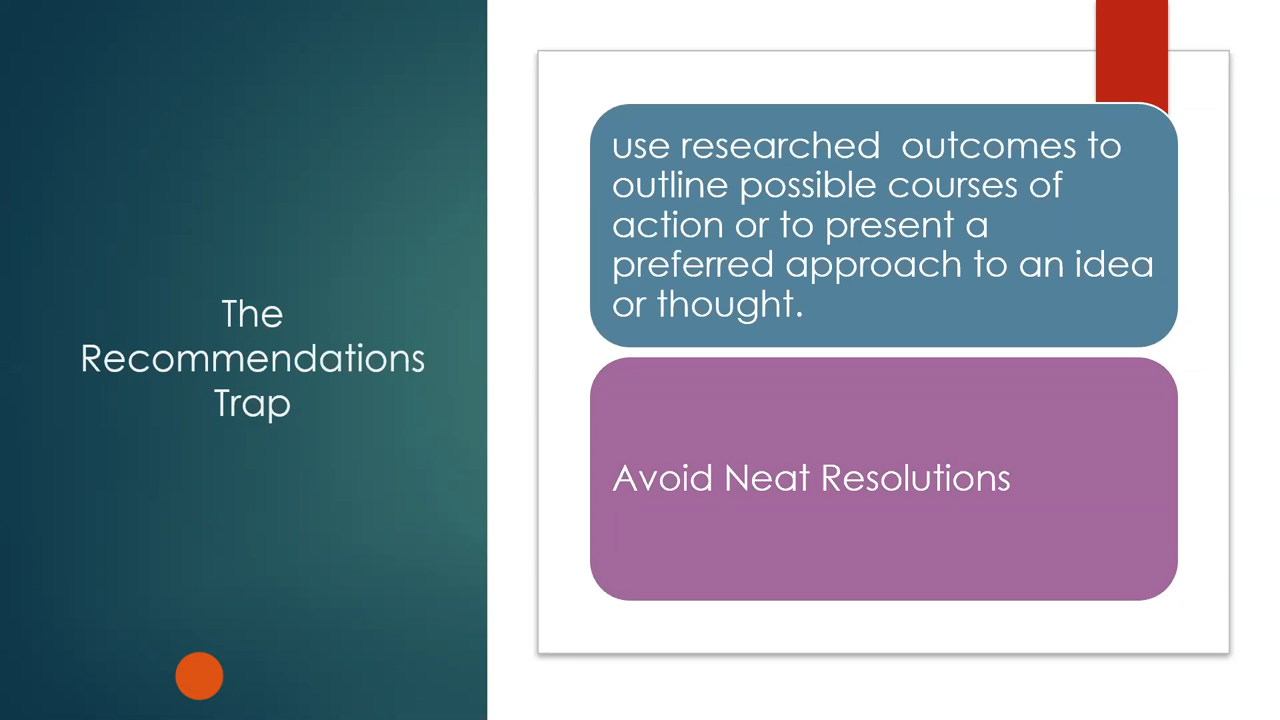 The
Recommendations
Trap
use researched  outcomes to
outline possible courses of
action or to present a
preferred approach to an idea
or thought.
Avoid Neat Resolutions